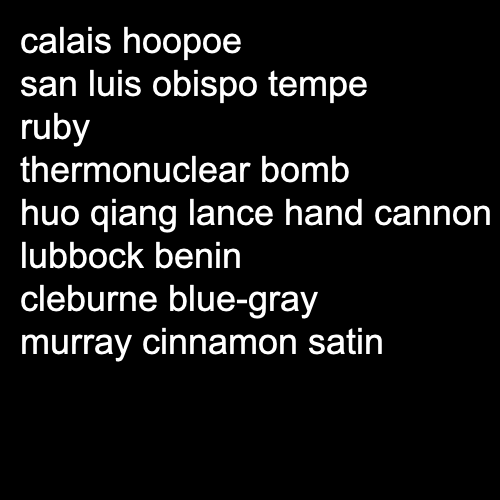 calais hoopoe
san luis obispo tempe
ruby
thermonuclear bomb
huo qiang lance hand cannon
lubbock benin
cleburne blue-gray
murray cinnamon satin